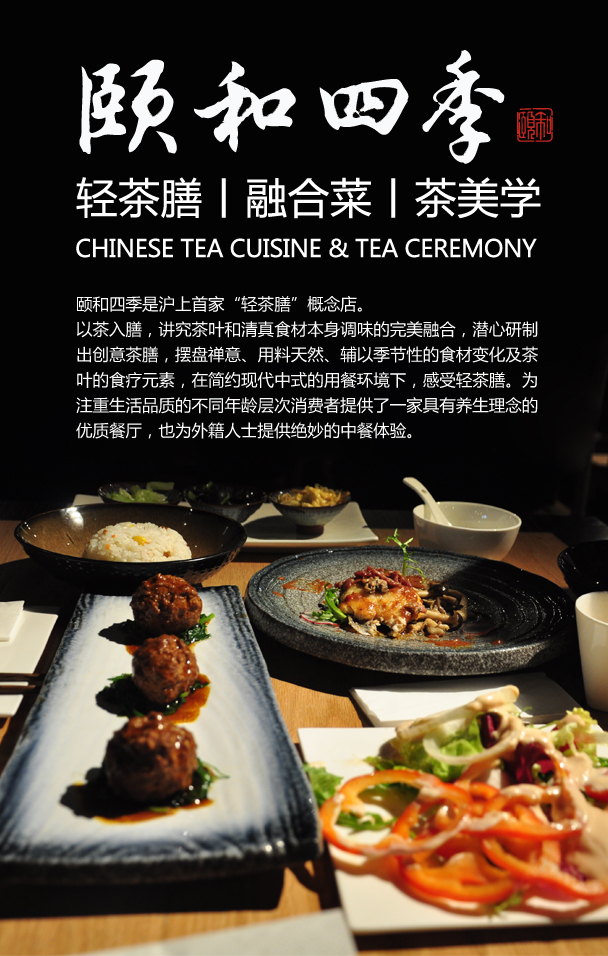 颐和四季
颐和
轻茶膳丨融合菜丨茶美学
CHINESE TEA CUISINE & TEA CEREMONY
颐和四季是沪上首家“轻茶膳”概念店。
以茶入膳，讲究茶叶和清真食材本身调味的完美融合，潜心研制
出创意茶膳，摆盘禅意、用料天然、辅以季节性的食材变化及茶
叶的食疗元素，在简约现代中式的用餐环境下，感受轻茶膳。为
注重生活品质的不同年龄层次消费者提供了一家具有养生理念的
优质餐厅，也为外籍人士提供绝妙的中餐体验。